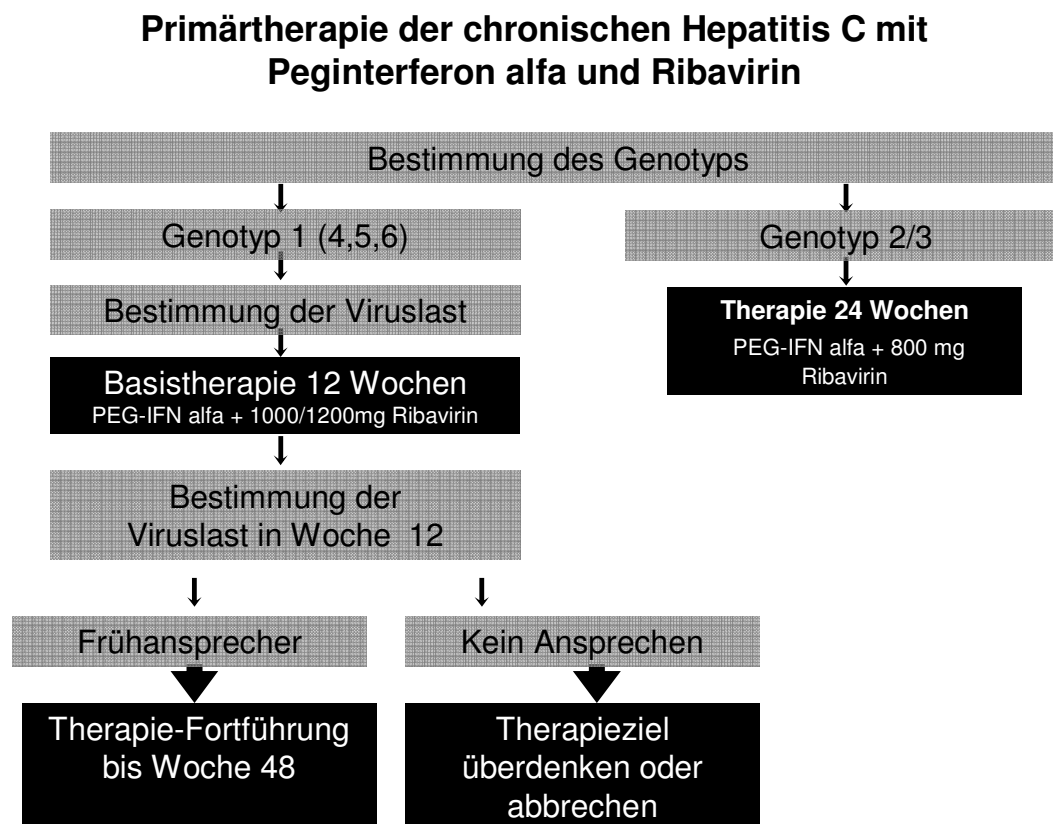 Primärtherapie der chronischen Hepatitis C mit
Peginterferon alfa und Ribavirin
Bestimmung des Genotyps
Genotyp 1 (4,5,6)
Genotyp 2/3
Bestimmung der Viruslast
Therapie 24 Wochen
PEG-IFN alfa + 800 mg
Ribavirin
Basistherapie 12 Wochen
PEG-IFN alfa + 1000/1200mg Ribavirin
Bestimmung der
Viruslast in Woche 12
Frühansprecher
Kein Ansprechen
Therapie-Fortführung
bis Woche 48
Therapieziel
überdenken oder
abbrechen